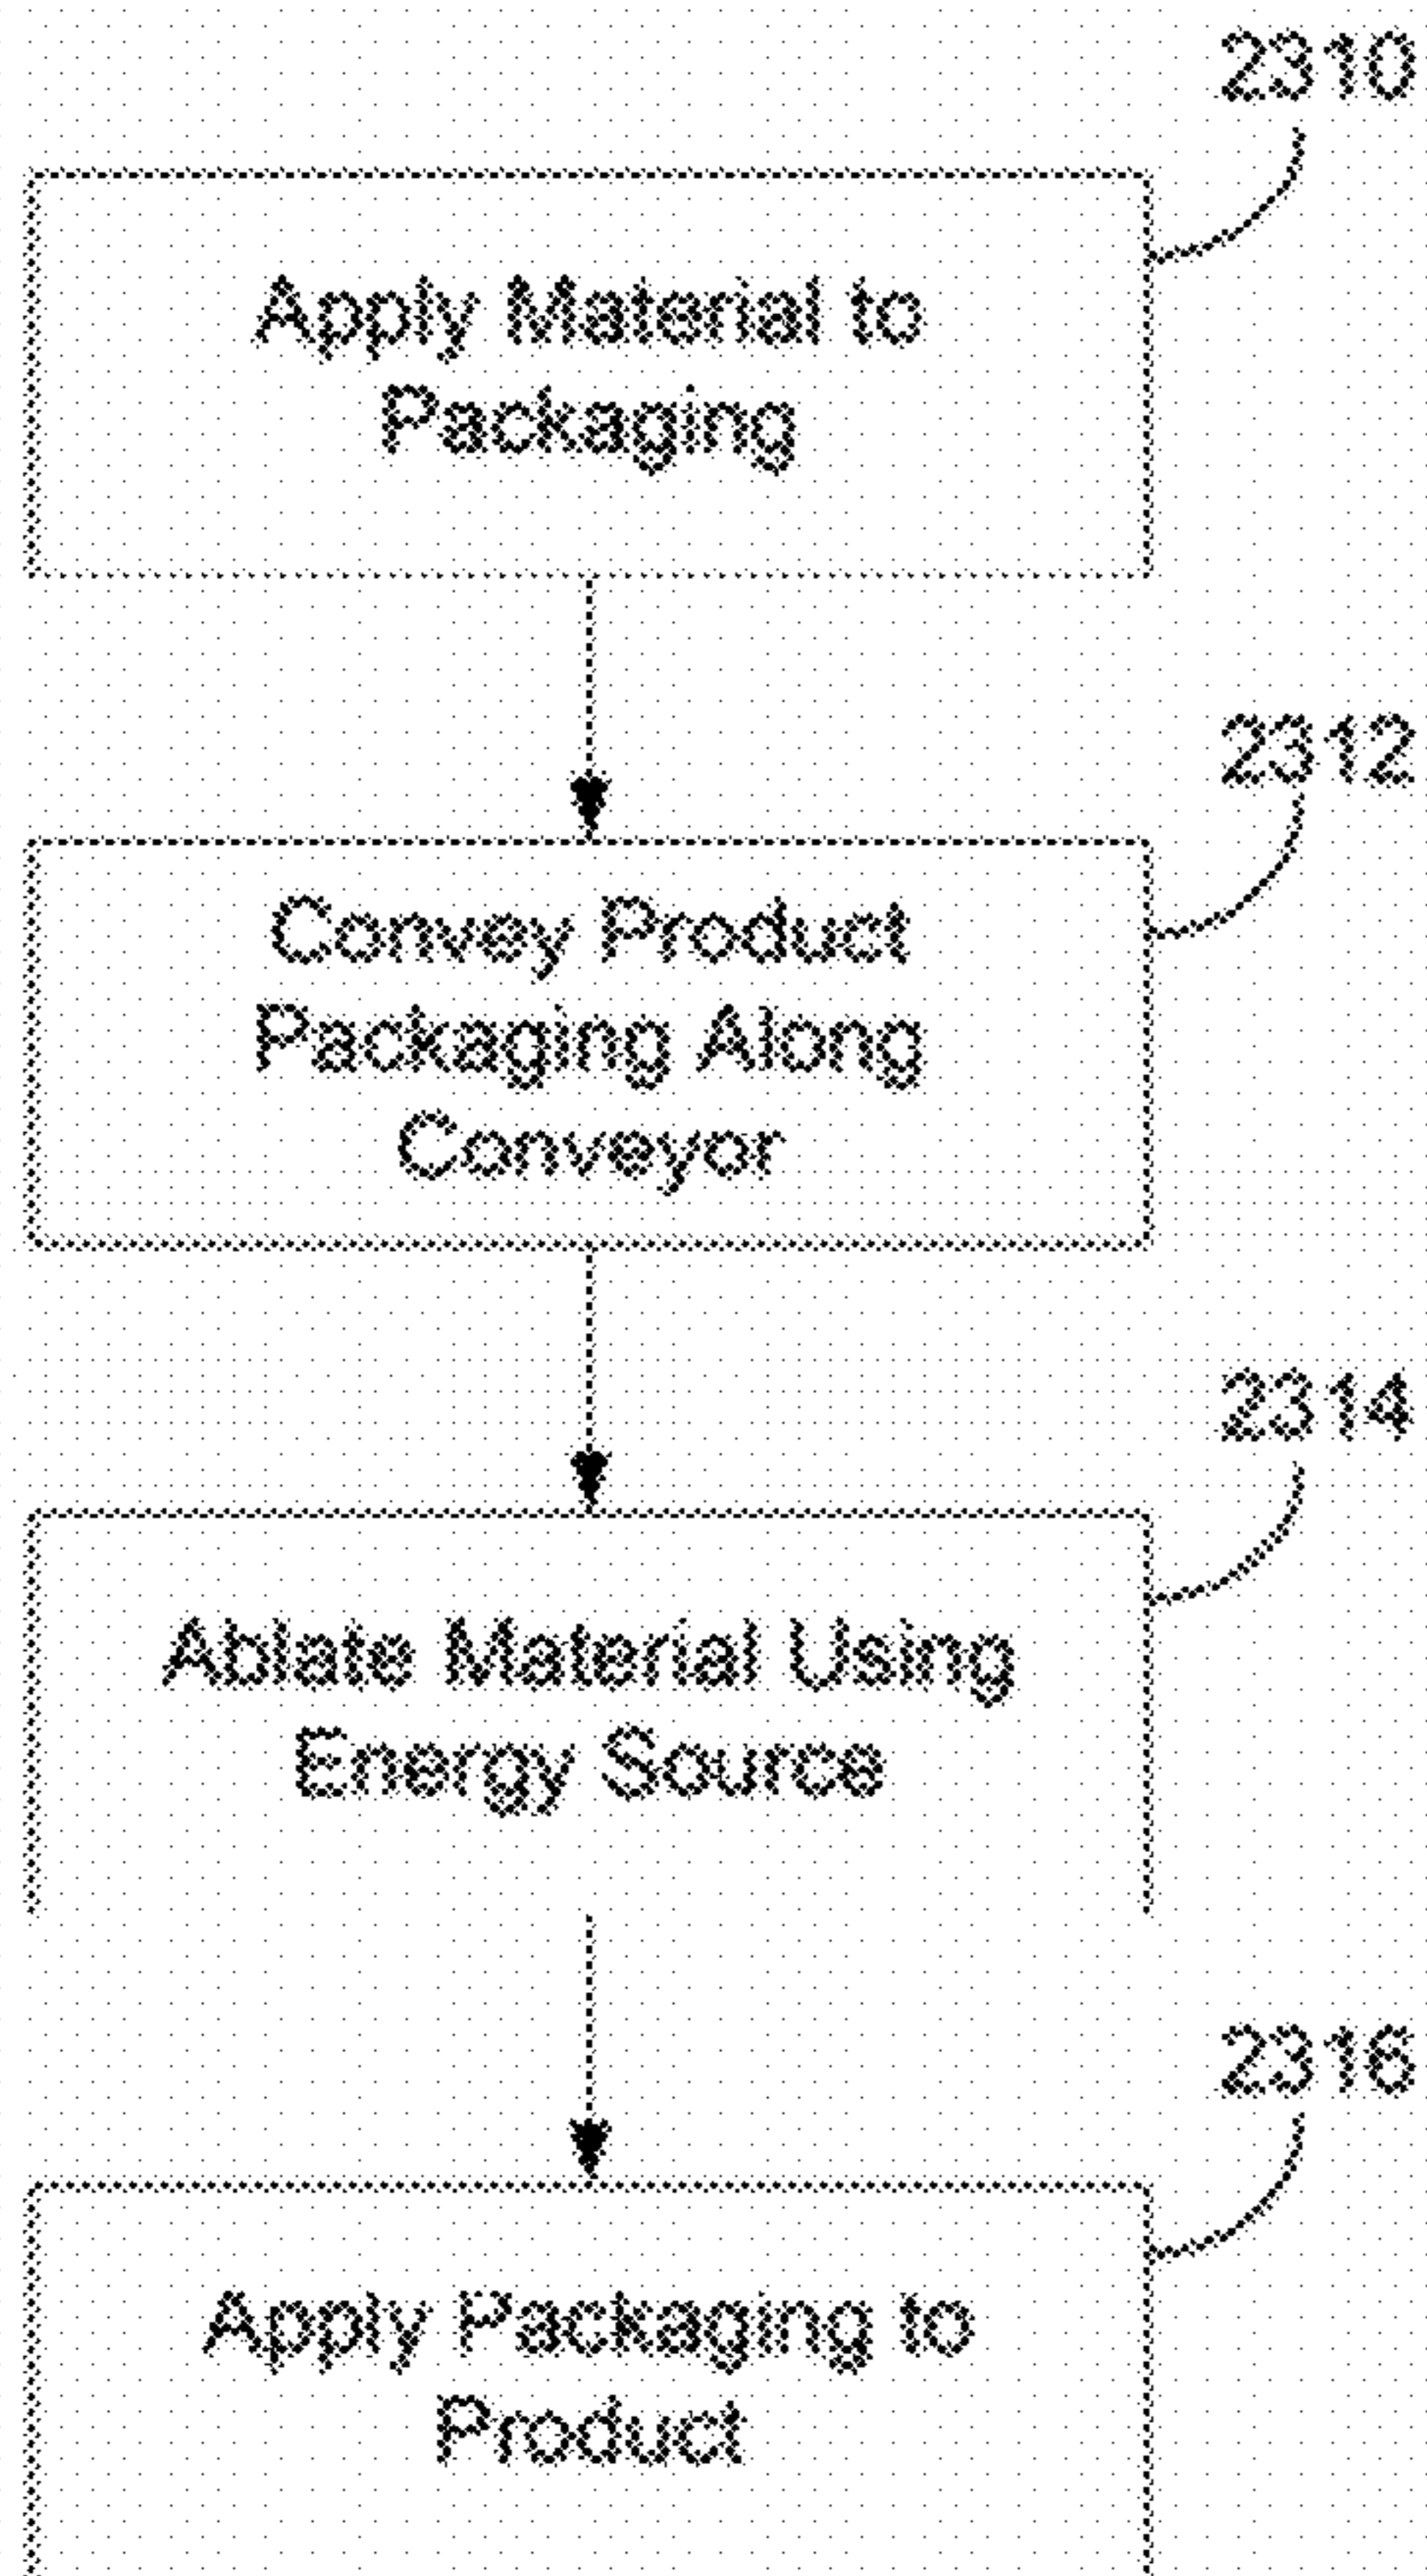 2310
Apply Material to
Packaging
2312
Convey Product
Packaging Along
Conveyor
2314
Ablate Material Using
Energy Source
2316
Apply Packaging to
Product